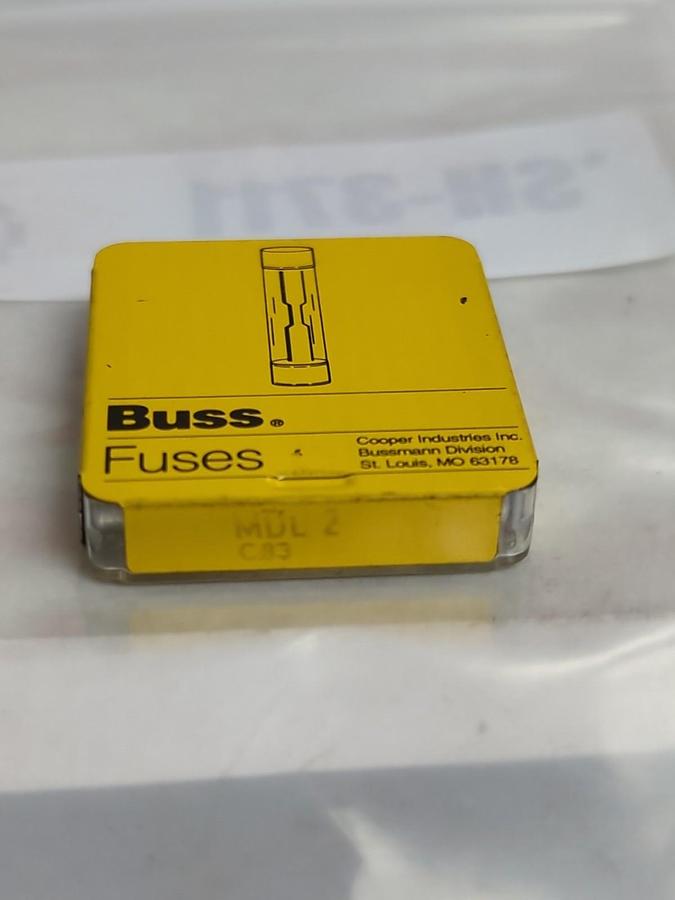 Buss®
Fuses
Cooper Industries Inc.
Bussmann Division
St. Louis, MO 63178
MDL 2
C83